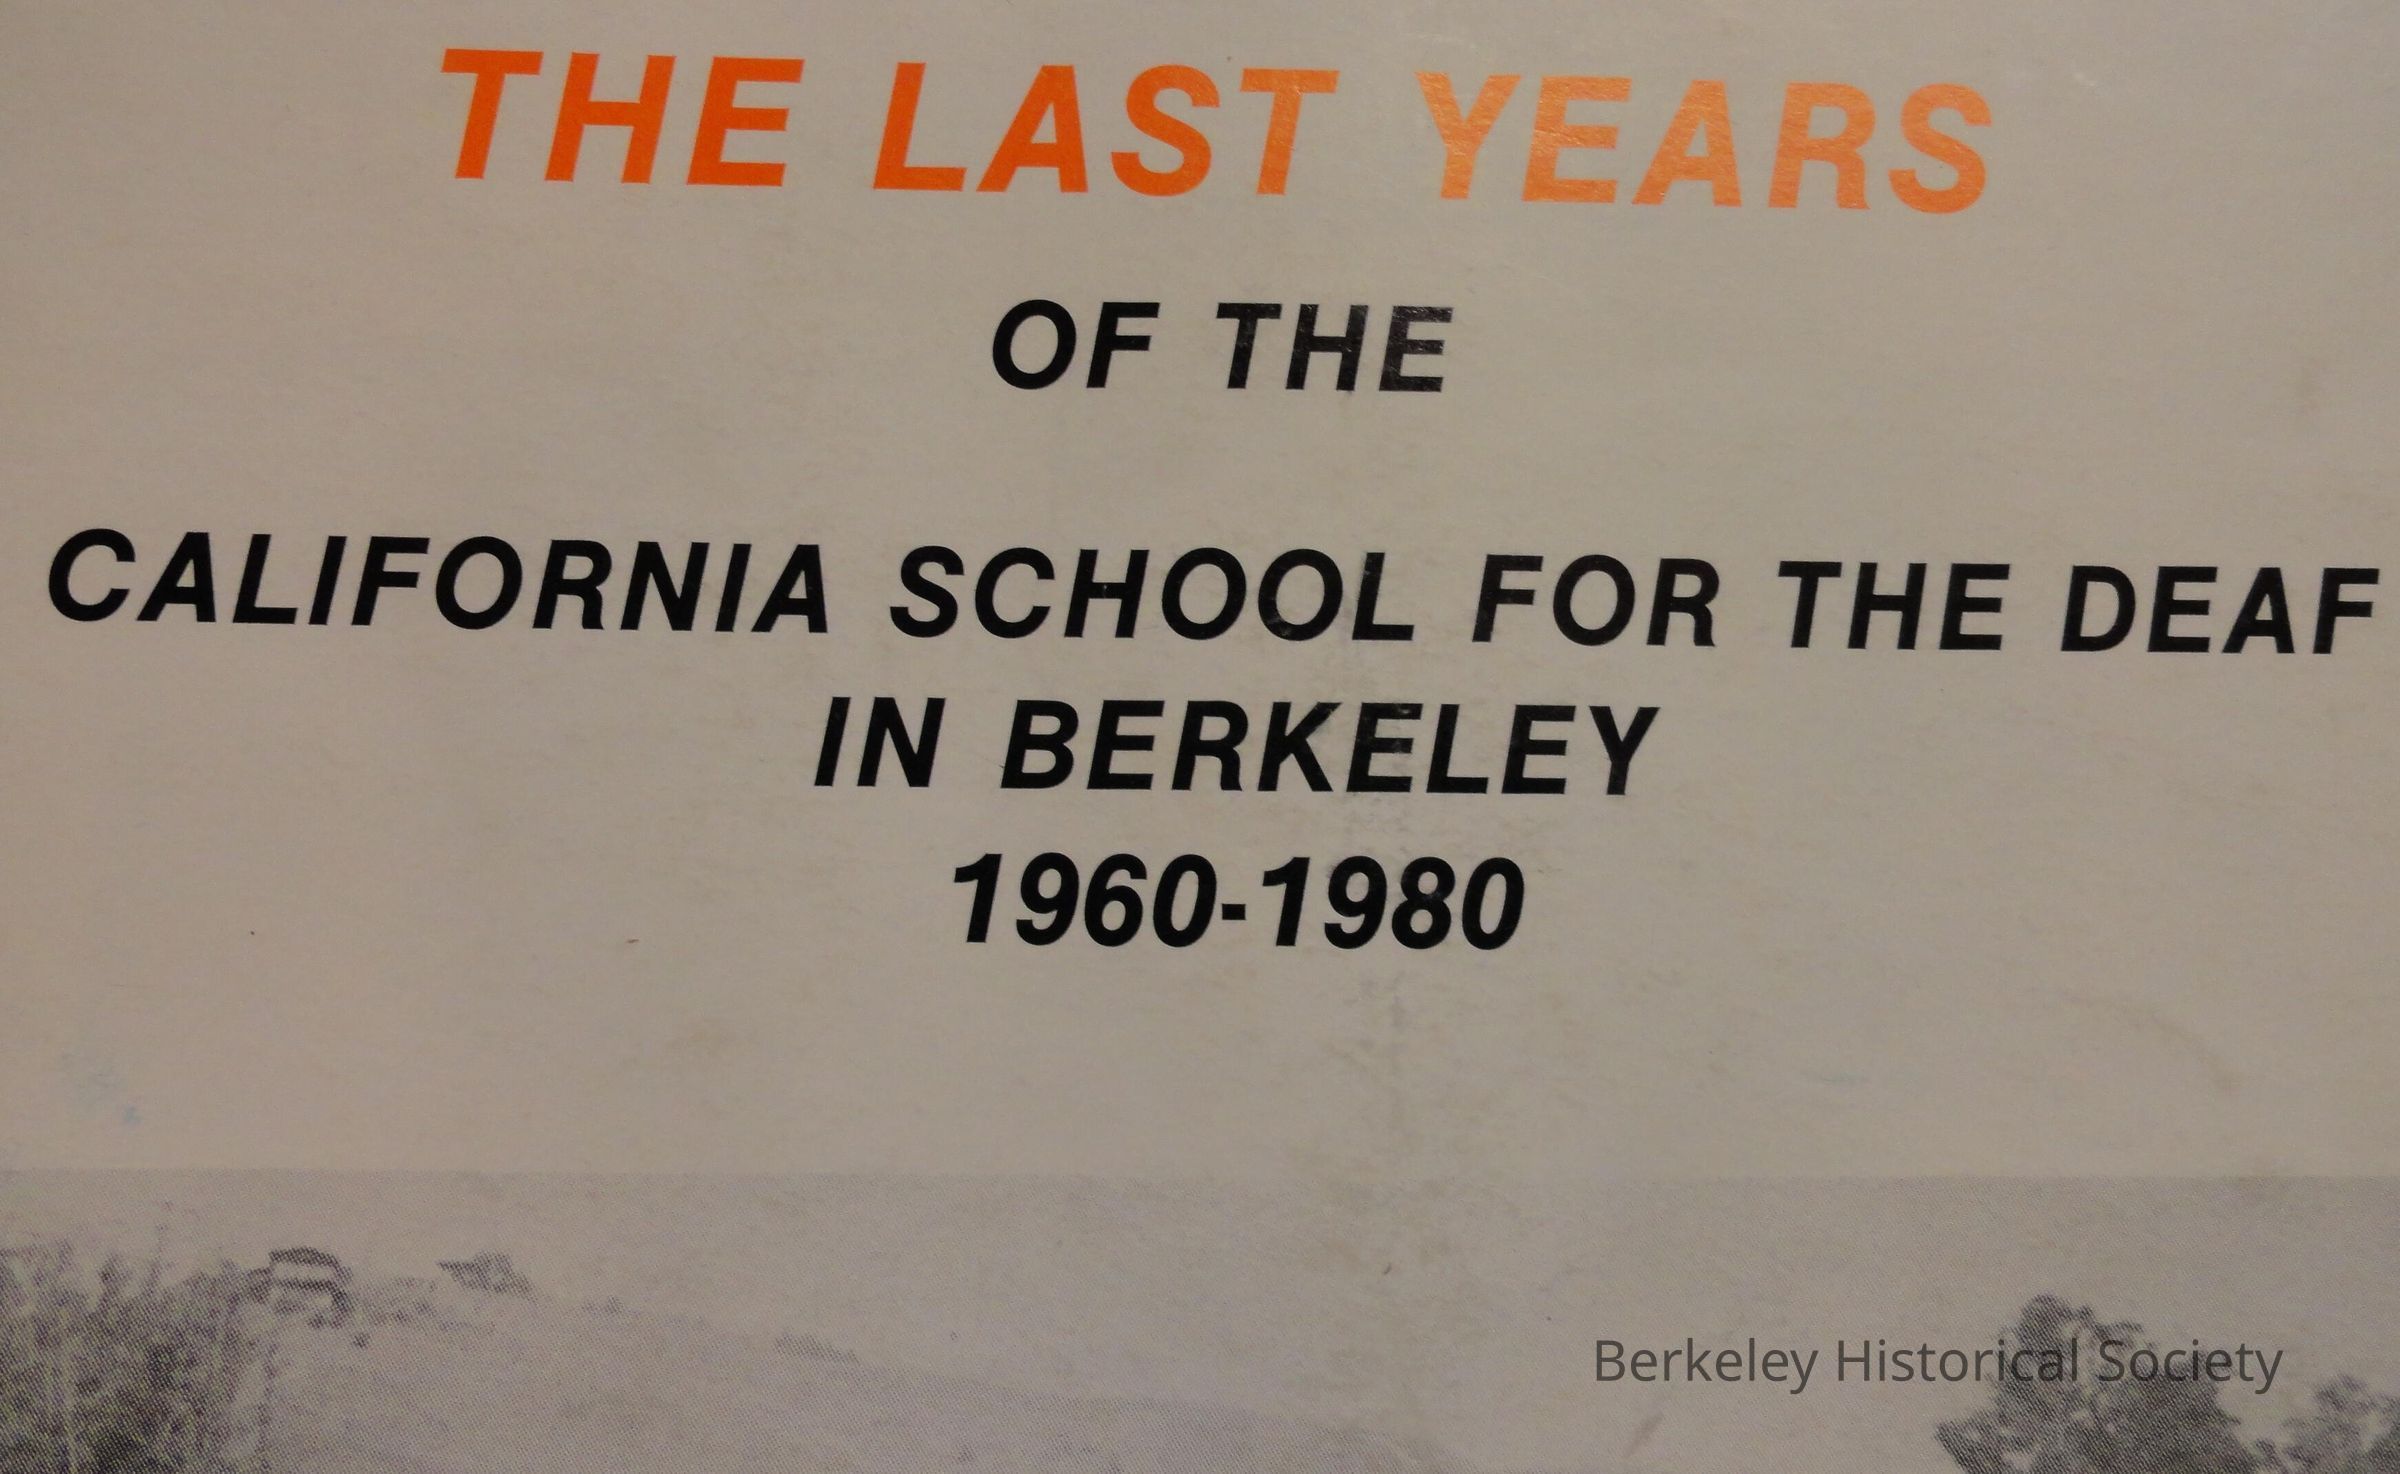 THE LAST YEARS
OF THE
CALIFORNIA SCHOOL FOR THE DEAF
IN BERKELEY
1960-1980
Berkeley Historical Society